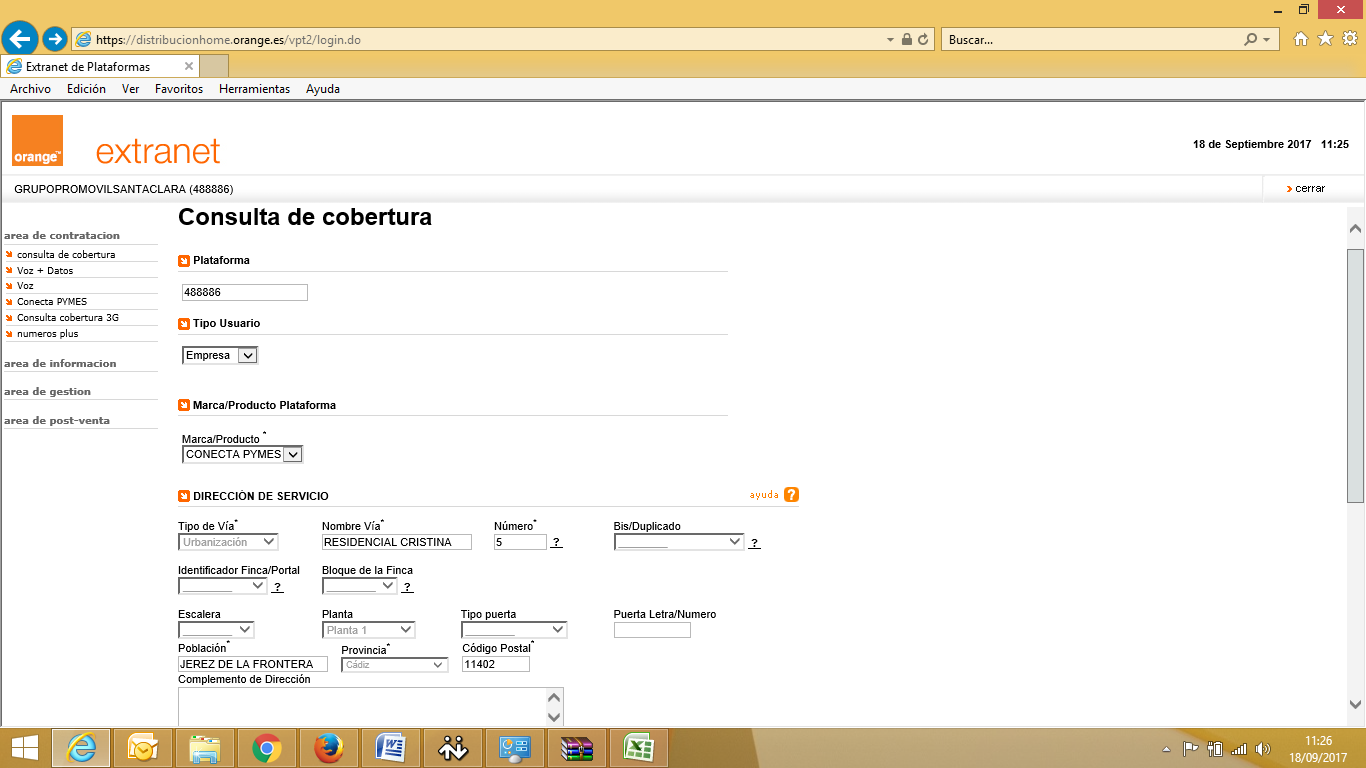 https://distribucionhome.orange.es/vpt2/login.do
Buscar...
Extranet de Plataformas
Archivo Edición Ver Favoritos Herramientas Ayuda
orange™
extranet
18 de Septiembre 2017 11:25
GRUPOPROMOVILSANTACLARA (488886)
cerrar
area de contratacion
consulta de cobertura
Voz + Datos
Voz
Conecta PYMES
Consulta cobertura 3G
numeros plus
area de informacion
area de gestion
area de post-venta
Consulta de cobertura
Plataforma
488886
Tipo Usuario
Empresa
Marca/Producto Plataforma
Marca/Producto *
CONECTA PYMES
DIRECCIÓN DE SERVICIO
ayuda ?
Tipo de Vía* Nombre Vía* Número* Bis/Duplicado
Urbanización RESIDENCIAL CRISTINA 5 ? ________ ?
Identificador Finca/Portal Bloque de la Finca
________ ? ________ ?
Escalera Planta Tipo puerta Puerta Letra/Numero
________ Planta 1 ________
Población* Provincia* Código Postal*
JEREZ DE LA FRONTERA Cádiz 11402
Complemento de Dirección
11:26
18/09/2017